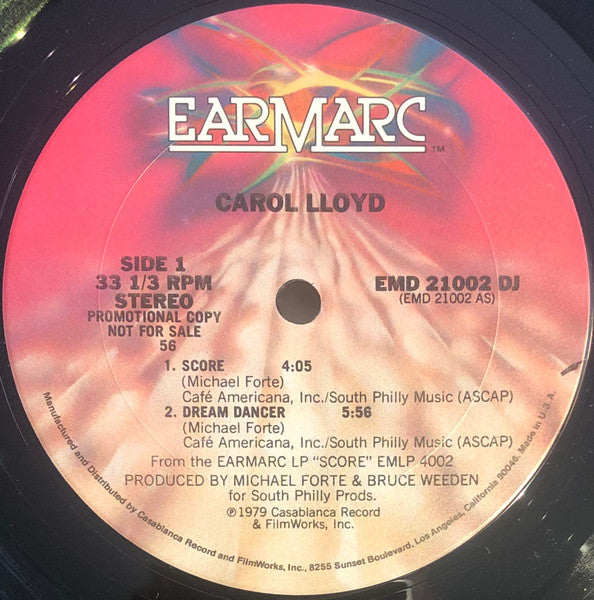 EARMARC
TM
CAROL LLOYD
SIDE 1
33 1/3 RPM
STEREO
PROMOTIONAL COPY
NOT FOR SALE
56
EMD 21002 DJ
(EMD 21002 AS)
1. SCORE 4:05
(Michael Forte)
Café Americana, Inc./South Philly Music (ASCAP)
2. DREAM DANCER 5:56
(Michael Forte)
Café Americana, Inc./South Philly Music (ASCAP)
From the EARMARC LP "SCORE" EMLP 4002
PRODUCED BY MICHAEL FORTE & BRUCE WEEDEN
for South Philly Prods.
℗1979 Casablanca Record
& FilmWorks, Inc.
Manufactured and Distributed by Casablanca Record and FilmWorks, Inc., 8255 Sunset Boulevard, Los Angeles, California 90046. Made in U.S.A.